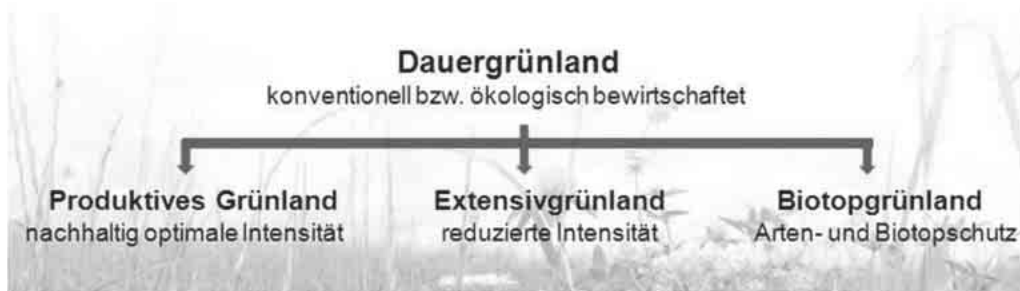 Dauergrünland
konventionell bzw. ökologisch bewirtschaftet
Produktives Grünland
nachhaltig optimale Intensität
Extensivgrünland
reduzierte Intensität
Biotopgrünland
Arten- und Biotopschutz